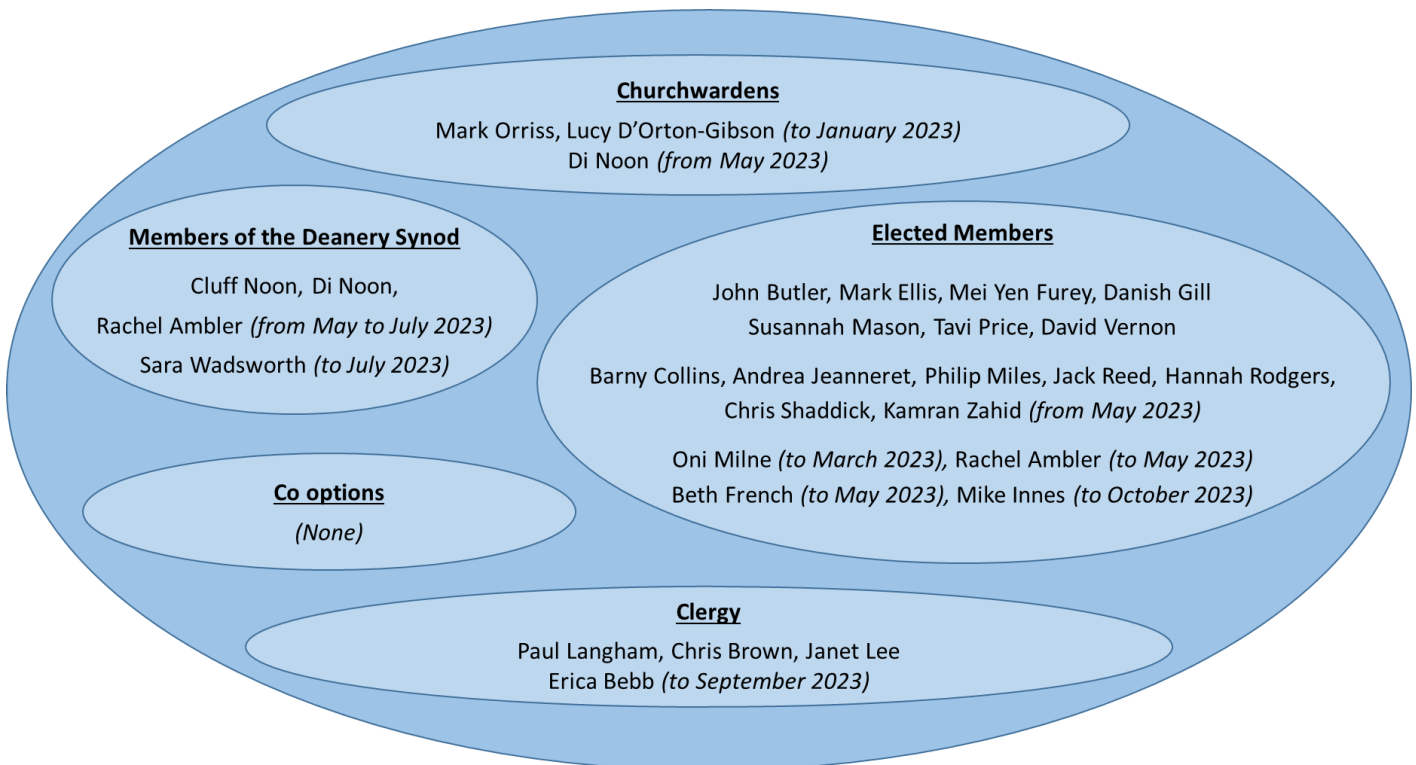 Churchwardens
Mark Orriss, Lucy D’Orton-Gibson (to January 2023)
Di Noon (from May 2023)
Members of the Deanery Synod
Cluff Noon, Di Noon,
Rachel Ambler (from May to July 2023)
Sara Wadsworth (to July 2023)
Elected Members
John Butler, Mark Ellis, Mei Yen Furey, Danish Gill
Susannah Mason, Tavi Price, David Vernon
Barny Collins, Andrea Jeanneret, Philip Miles, Jack Reed, Hannah Rodgers,
Chris Shaddick, Kamran Zahid (from May 2023)
Oni Milne (to March 2023), Rachel Ambler (to May 2023)
Beth French (to May 2023), Mike Innes (to October 2023)
Co options
(None)
Clergy
Paul Langham, Chris Brown, Janet Lee
Erica Bebb (to September 2023)